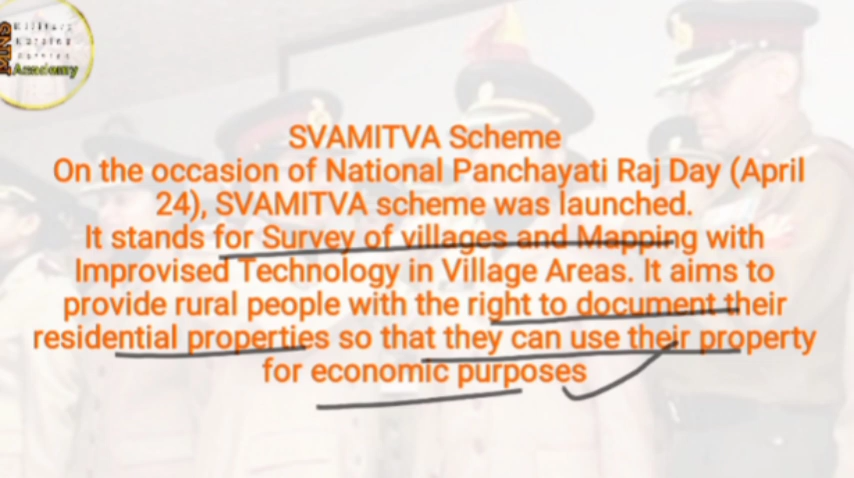 Academy
SVAMITVA Scheme
On the occasion of National Panchayati Raj Day (April
24), SVAMITVA scheme was launched.
It stands for Survey of villages and Mapping with
Improvised Technology in Village Areas. It aims to
provide rural people with the right to document their
residential properties so that they can use their property
for economic purposes